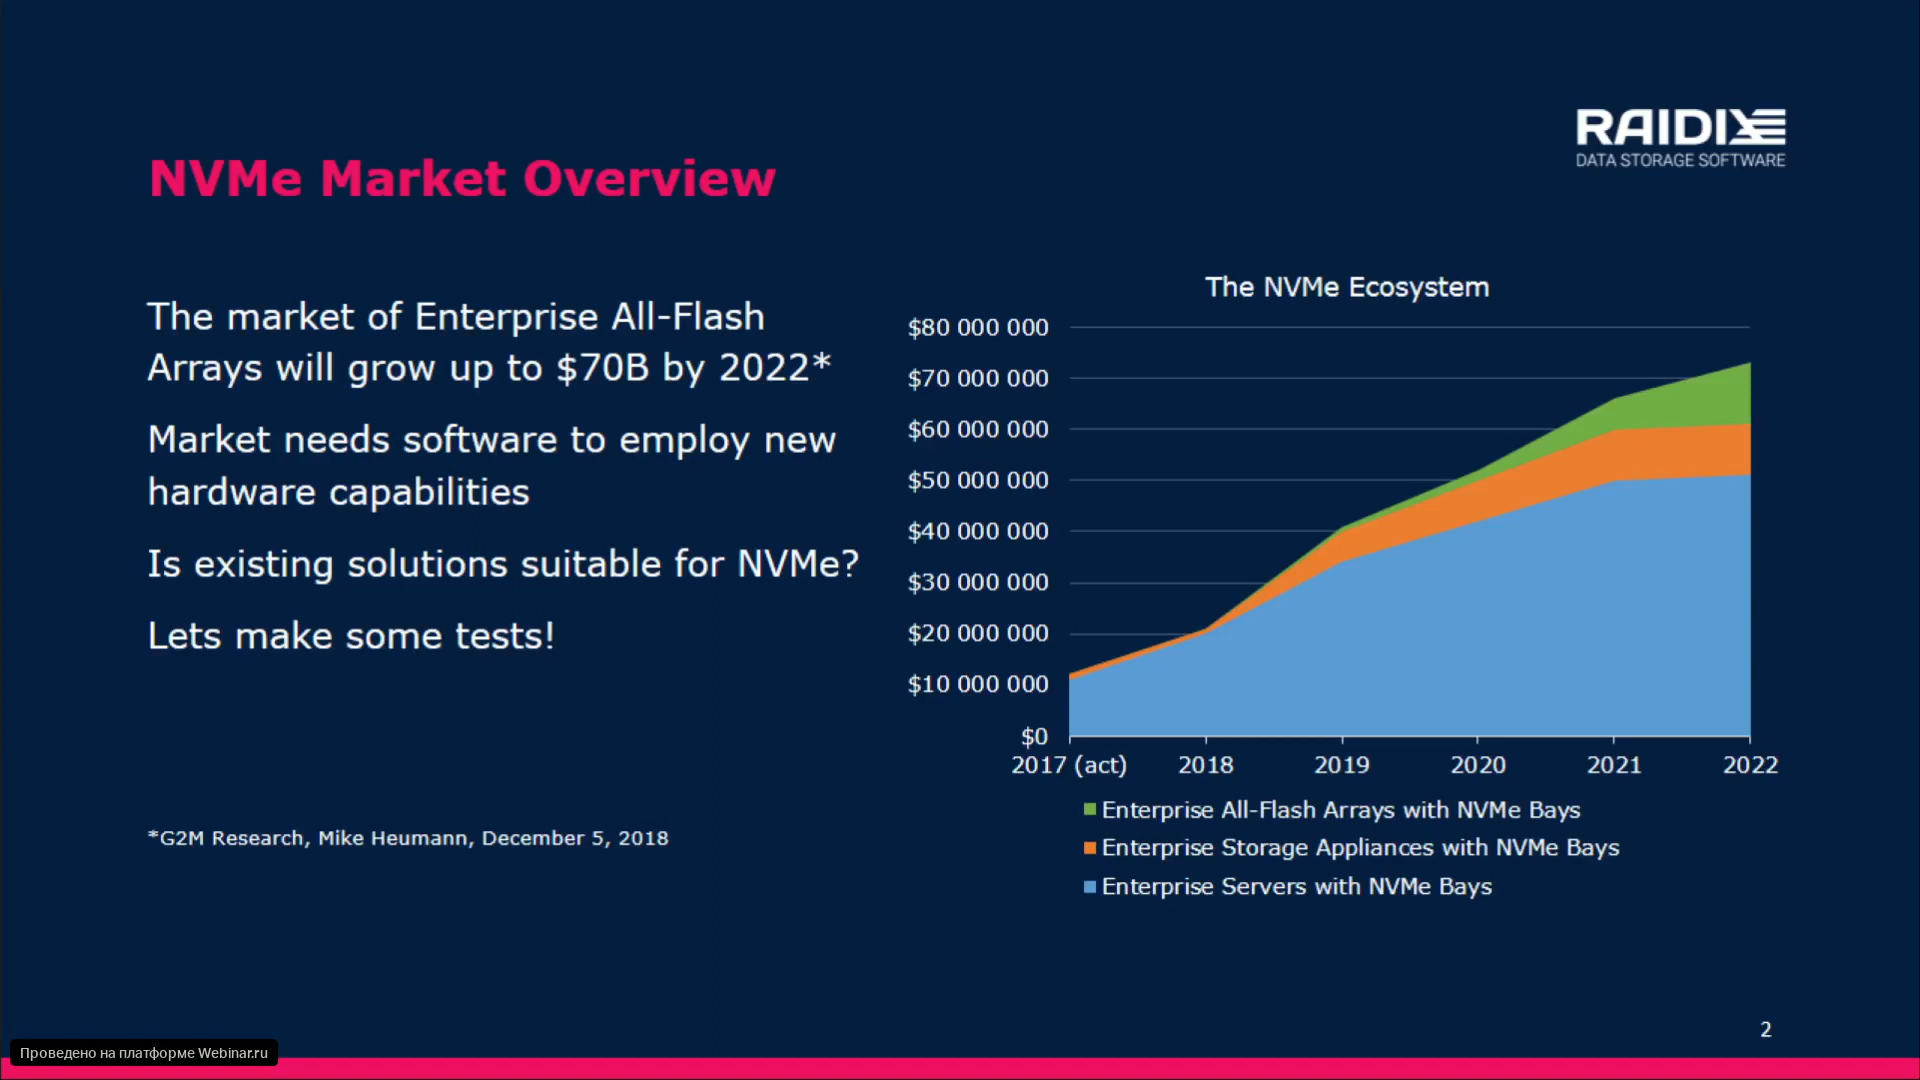 RAIDIX
DATA STORAGE SOFTWARE
NVMe Market Overview
The market of Enterprise All-Flash
Arrays will grow up to $70B by 2022*
Market needs software to employ new
hardware capabilities
Is existing solutions suitable for NVMe?
Lets make some tests!
*G2M Research, Mike Heumann, December 5, 2018
The NVMe Ecosystem
$80 000 000
$70 000 000
$60 000 000
$50 000 000
$40 000 000
$30 000 000
$20 000 000
$10 000 000
$0
2017 (act) 2018 2019 2020 2021 2022
Enterprise All-Flash Arrays with NVMe Bays
Enterprise Storage Appliances with NVMe Bays
Enterprise Servers with NVMe Bays
2
Проведено на платформе Webinar.ru